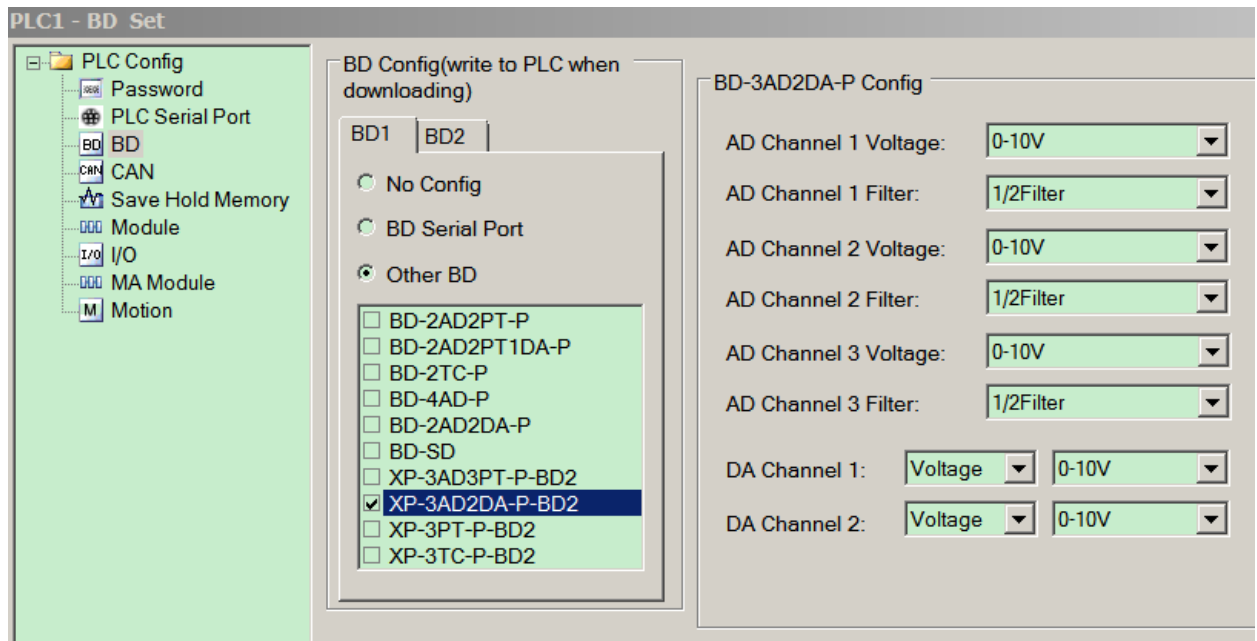 PLC1 - BD Set
PLC Config
Password
PLC Serial Port
BD BD
CAN CAN
Save Hold Memory
Module
I/O I/O
MA Module
M Motion
BD Config(write to PLC when
downloading)
BD1 BD2
No Config
BD Serial Port
Other BD
BD-2AD2PT-P
BD-2AD2PT1DA-P
BD-2TC-P
BD-4AD-P
BD-2AD2DA-P
BD-SD
XP-3AD3PT-P-BD2
XP-3AD2DA-P-BD2
XP-3PT-P-BD2
XP-3TC-P-BD2
BD-3AD2DA-P Config
AD Channel 1 Voltage: 0-10V
AD Channel 1 Filter: 1/2Filter
AD Channel 2 Voltage: 0-10V
AD Channel 2 Filter: 1/2Filter
AD Channel 3 Voltage: 0-10V
AD Channel 3 Filter: 1/2Filter
DA Channel 1: Voltage 0-10V
DA Channel 2: Voltage 0-10V